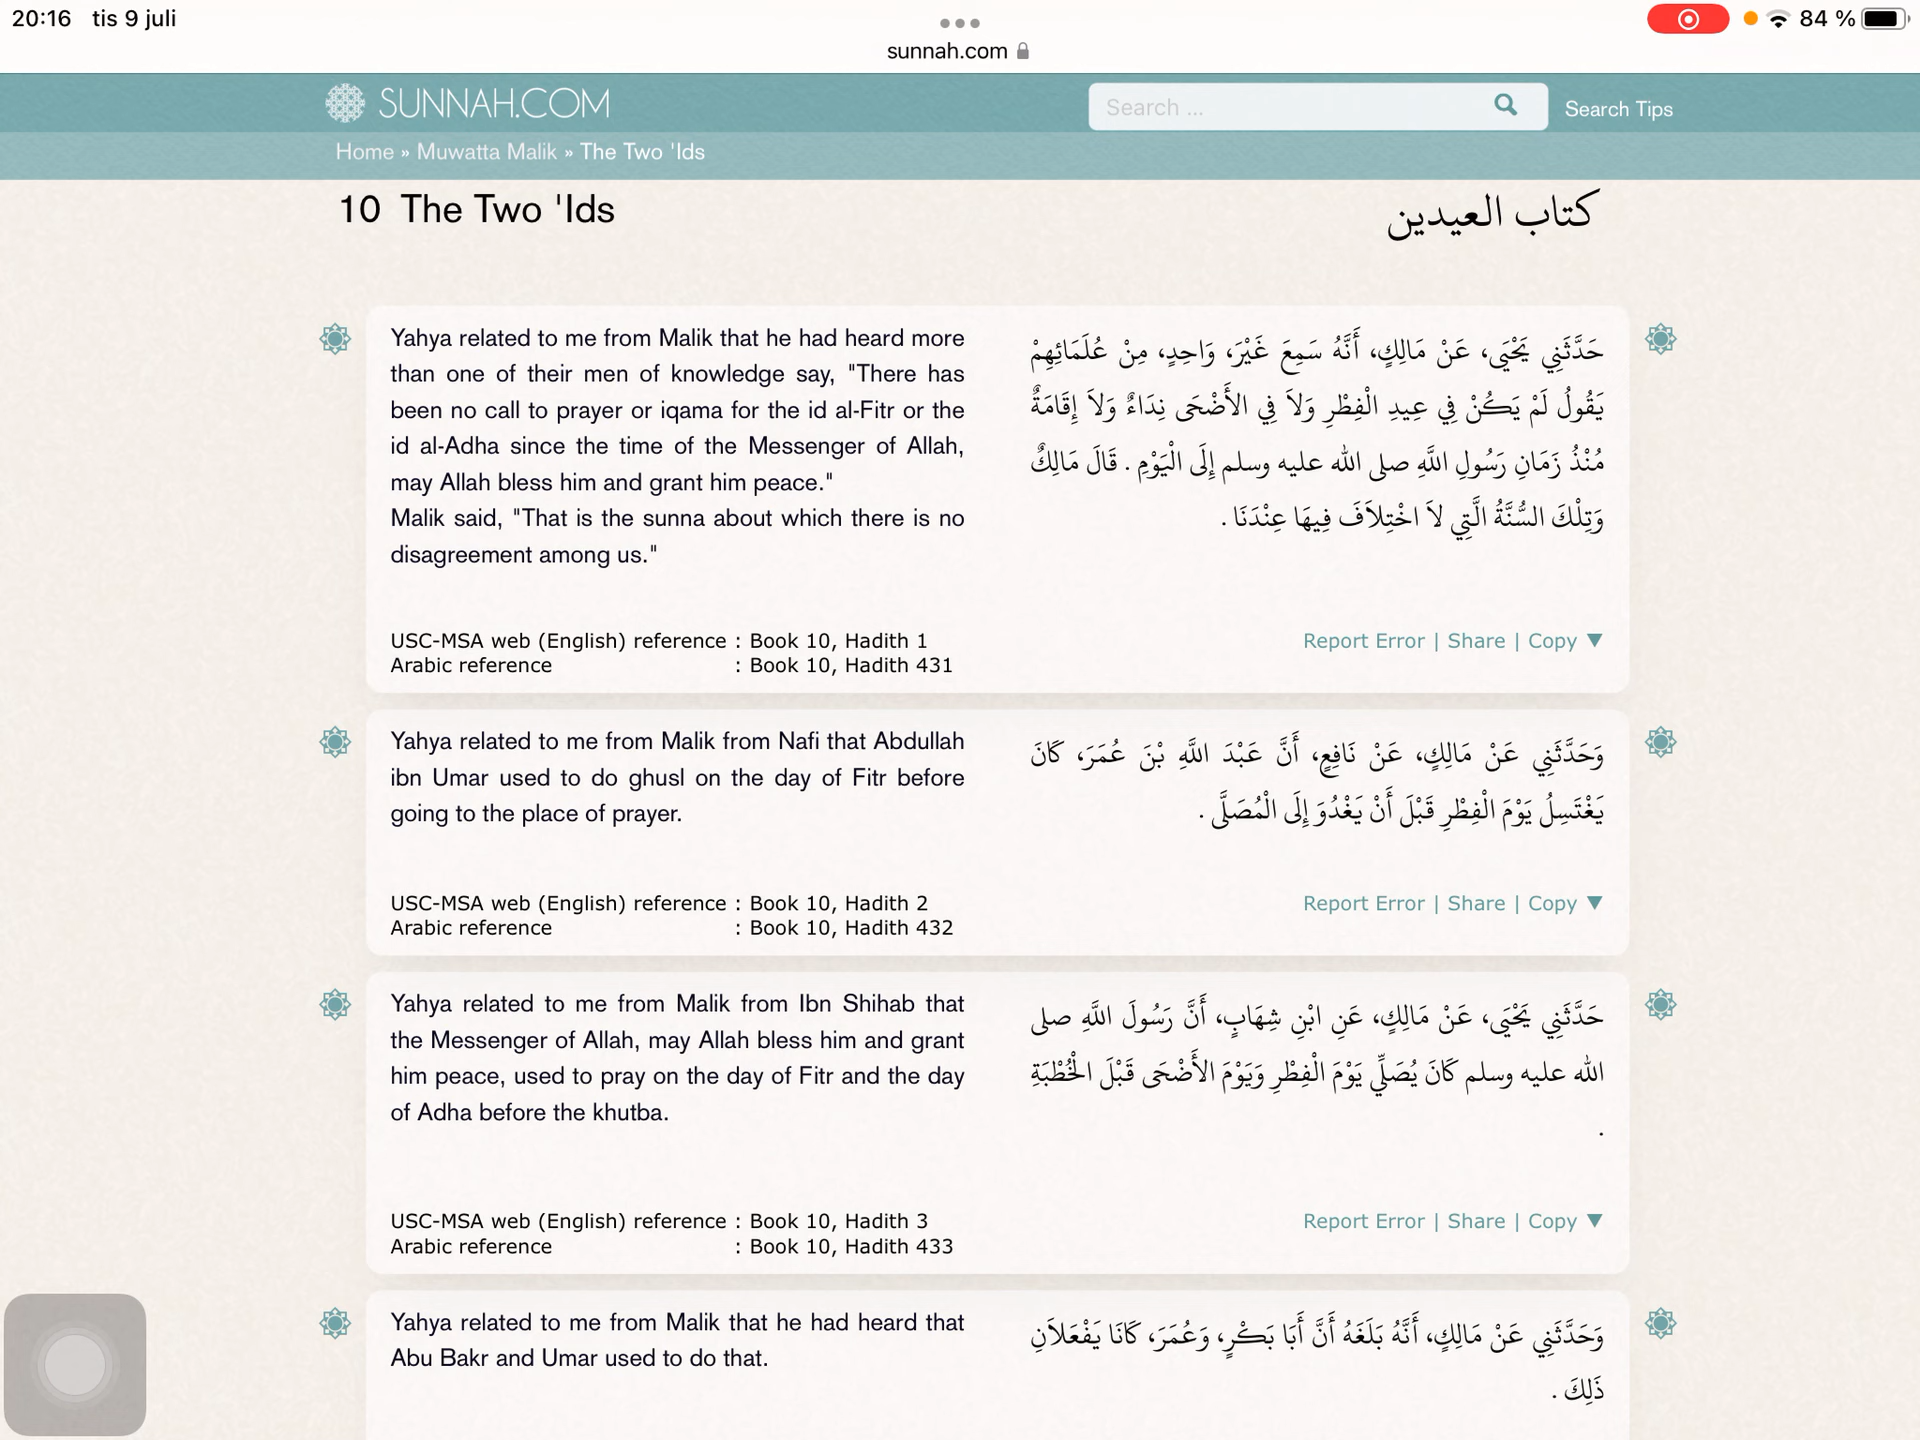 20:16 tis 9 juli
84 %
sunnah.com
SUNNAH.COM
Search ...
Search Tips
Home » Muwatta Malik » The Two 'Ids
10 The Two 'Ids
كتاب العيدين
Yahya related to me from Malik that he had heard more
than one of their men of knowledge say, "There has
been no call to prayer or iqama for the id al-Fitr or the
id al-Adha since the time of the Messenger of Allah,
may Allah bless him and grant him peace."
Malik said, "That is the sunna about which there is no
disagreement among us."
حَدَّثَنِي يَحْيَى، عَنْ مَالِكٍ، أَنَّهُ سَمِعَ غَيْرَ، وَاحِدٍ، مِنْ عُلَمَائِهِمْ
يَقُولُ لَمْ يَكُنْ فِي عِيدِ الْفِطْرِ وَلاَ فِي الأَضْحَى نِدَاءٌ وَلاَ إِقَامَةٌ
مُنْذُ زَمَانِ رَسُولِ اللَّهِ صلى الله عليه وسلم إِلَى الْيَوْمِ . قَالَ مَالِكٌ
وَتِلْكَ السُّنَّةُ الَّتِي لاَ اخْتِلاَفَ فِيهَا عِنْدَنَا .
USC-MSA web (English) reference : Book 10, Hadith 1
Arabic reference : Book 10, Hadith 431
Report Error | Share | Copy ▼
Yahya related to me from Malik from Nafi that Abdullah
ibn Umar used to do ghusl on the day of Fitr before
going to the place of prayer.
وَحَدَّثَنِي عَنْ مَالِكٍ، عَنْ نَافِعٍ، أَنَّ عَبْدَ اللَّهِ بْنَ عُمَرَ، كَانَ
يَغْتَسِلُ يَوْمَ الْفِطْرِ قَبْلَ أَنْ يَغْدُوَ إِلَى الْمُصَلَّى .
USC-MSA web (English) reference : Book 10, Hadith 2
Arabic reference : Book 10, Hadith 432
Report Error | Share | Copy ▼
Yahya related to me from Malik from Ibn Shihab that
the Messenger of Allah, may Allah bless him and grant
him peace, used to pray on the day of Fitr and the day
of Adha before the khutba.
حَدَّثَنِي يَحْيَى، عَنْ مَالِكٍ، عَنِ ابْنِ شِهَابٍ، أَنَّ رَسُولَ اللَّهِ صلى
الله عليه وسلم كَانَ يُصَلِّي يَوْمَ الْفِطْرِ وَيَوْمَ الأَضْحَى قَبْلَ الْخُطْبَةِ
.
USC-MSA web (English) reference : Book 10, Hadith 3
Arabic reference : Book 10, Hadith 433
Report Error | Share | Copy ▼
Yahya related to me from Malik that he had heard that
Abu Bakr and Umar used to do that.
وَحَدَّثَنِي عَنْ مَالِكٍ، أَنَّهُ بَلَغَهُ أَنَّ أَبَا بَكْرٍ، وَعُمَرَ، كَانَا يَفْعَلاَنِ
ذَلِكَ .